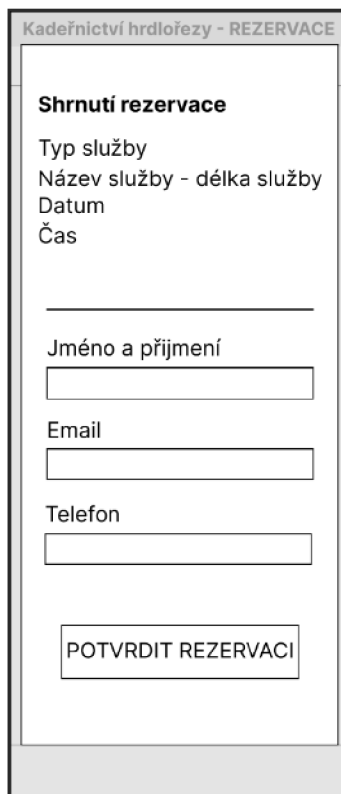 Kadeřnictví hrdlořezy - REZERVACE
Shrnutí rezervace
Typ služby
Název služby - délka služby
Datum
Čas
Jméno a přijmení
Email
Telefon
POTVRDIT REZERVACI